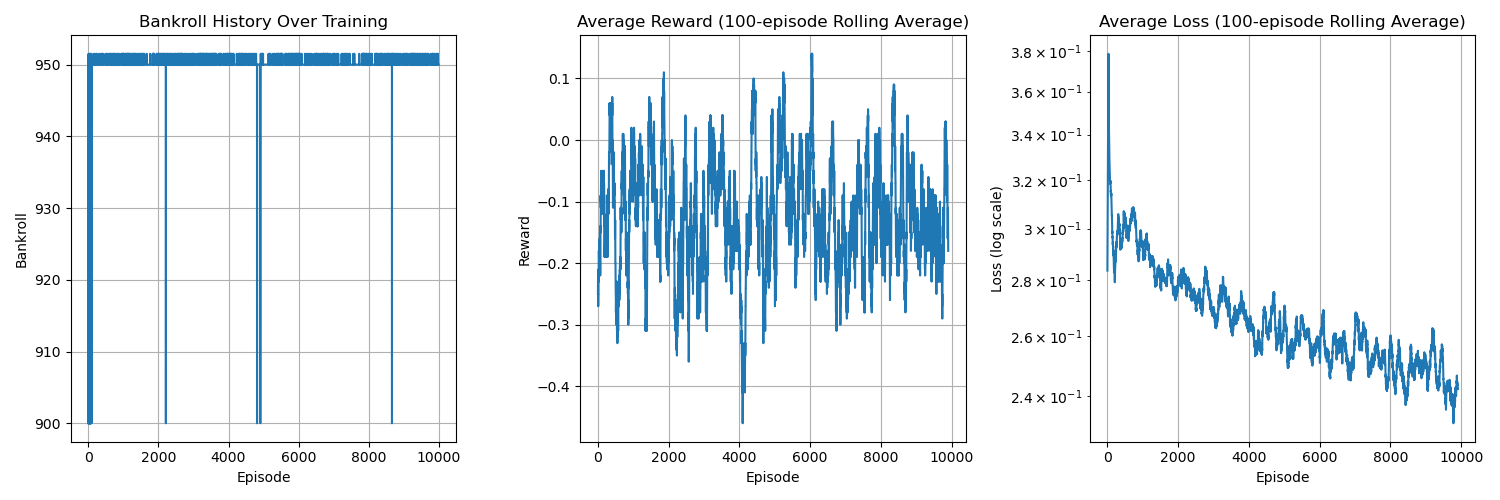 Bankroll History Over Training
950
940
930
920
910
900
Bankroll
0 2000 4000 6000 8000 10000
Episode
Average Reward (100-episode Rolling Average)
0.1
0.0
−0.1
−0.2
−0.3
−0.4
Reward
0 2000 4000 6000 8000 10000
Episode
Average Loss (100-episode Rolling Average)
3.8 × 10⁻¹
3.6 × 10⁻¹
3.4 × 10⁻¹
3.2 × 10⁻¹
3 × 10⁻¹
2.8 × 10⁻¹
2.6 × 10⁻¹
2.4 × 10⁻¹
Loss (log scale)
0 2000 4000 6000 8000 10000
Episode